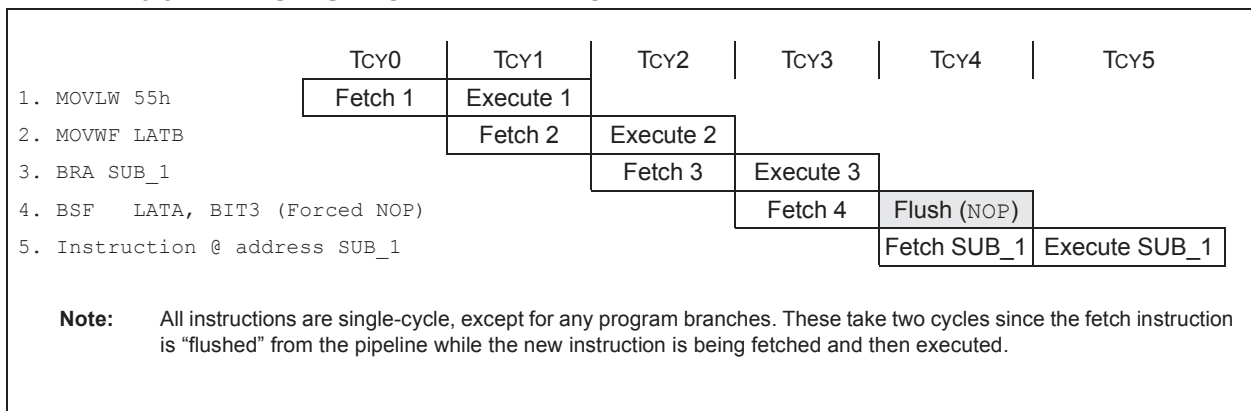 TCY0 TCY1 TCY2 TCY3 TCY4 TCY5
1. MOVLW 55h Fetch 1 Execute 1
2. MOVWF LATB Fetch 2 Execute 2
3. BRA SUB_1 Fetch 3 Execute 3
4. BSF LATA, BIT3 (Forced NOP) Fetch 4 Flush (NOP)
5. Instruction @ address SUB_1 Fetch SUB_1 Execute SUB_1
Note: All instructions are single-cycle, except for any program branches. These take two cycles since the fetch instruction
is “flushed” from the pipeline while the new instruction is being fetched and then executed.